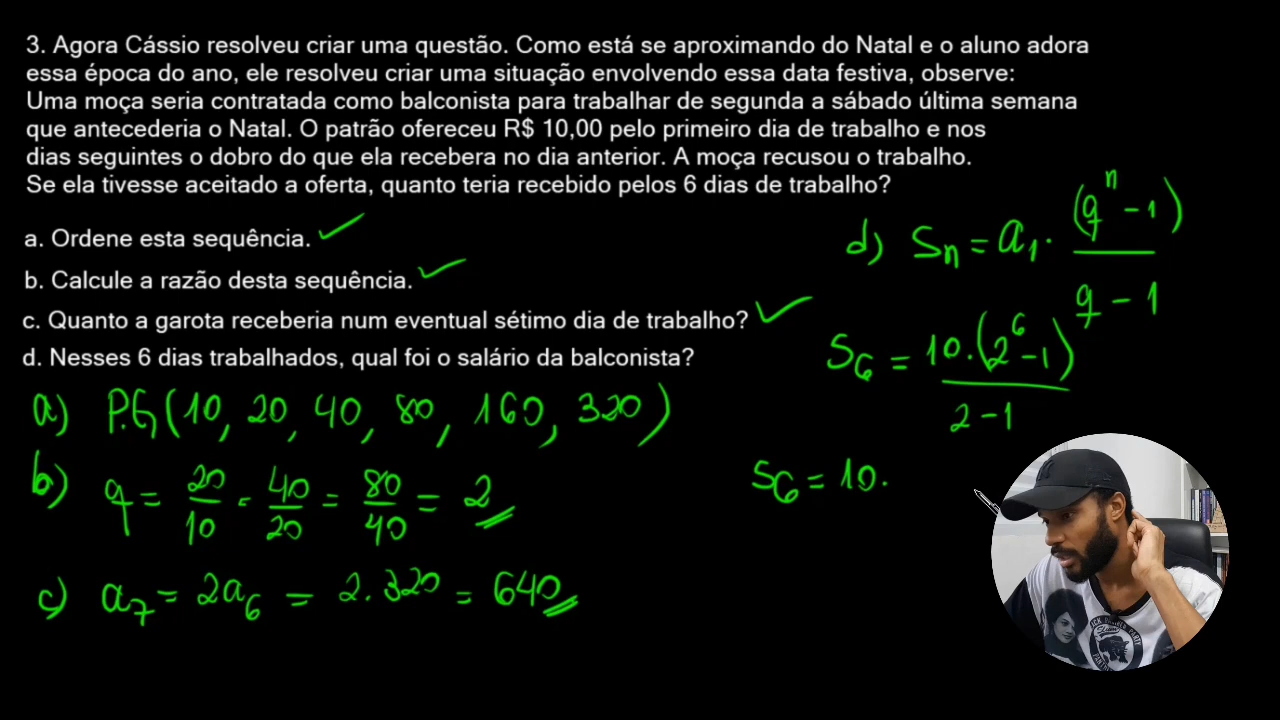 3. Agora Cássio resolveu criar uma questão. Como está se aproximando do Natal e o aluno adora
essa época do ano, ele resolveu criar uma situação envolvendo essa data festiva, observe:
Uma moça seria contratada como balconista para trabalhar de segunda a sábado última semana
que antecederia o Natal. O patrão ofereceu R$ 10,00 pelo primeiro dia de trabalho e nos
dias seguintes o dobro do que ela recebera no dia anterior. A moça recusou o trabalho.
Se ela tivesse aceitado a oferta, quanto teria recebido pelos 6 dias de trabalho?
a. Ordene esta sequência. ✓
b. Calcule a razão desta sequência. ✓
c. Quanto a garota receberia num eventual sétimo dia de trabalho? ✓
d. Nesses 6 dias trabalhados, qual foi o salário da balconista?
a) P.G (10, 20, 40, 80, 160, 320)
b) q = 20/10 = 40/20 = 80/40 = 2
c) a₇ = 2a₆ = 2.320 = 640
d) Sₙ = a₁ . (qⁿ - 1)/(q - 1)
S₆ = 10.(2⁶-1)/(2-1)
S₆ = 10.